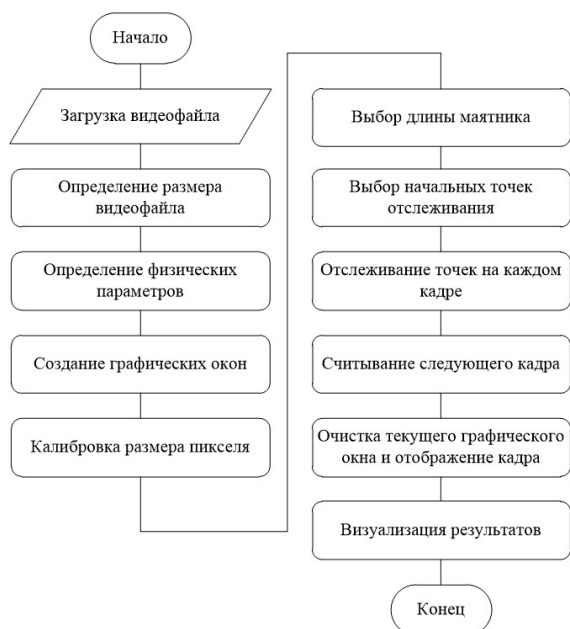 Начало
Загрузка видеофайла
Определение размера
видеофайла
Определение физических
параметров
Создание графических окон
Калибровка размера пикселя
Выбор длины маятника
Выбор начальных точек
отслеживания
Отслеживание точек на каждом
кадре
Считывание следующего кадра
Очистка текущего графического
окна и отображение кадра
Визуализация результатов
Конец